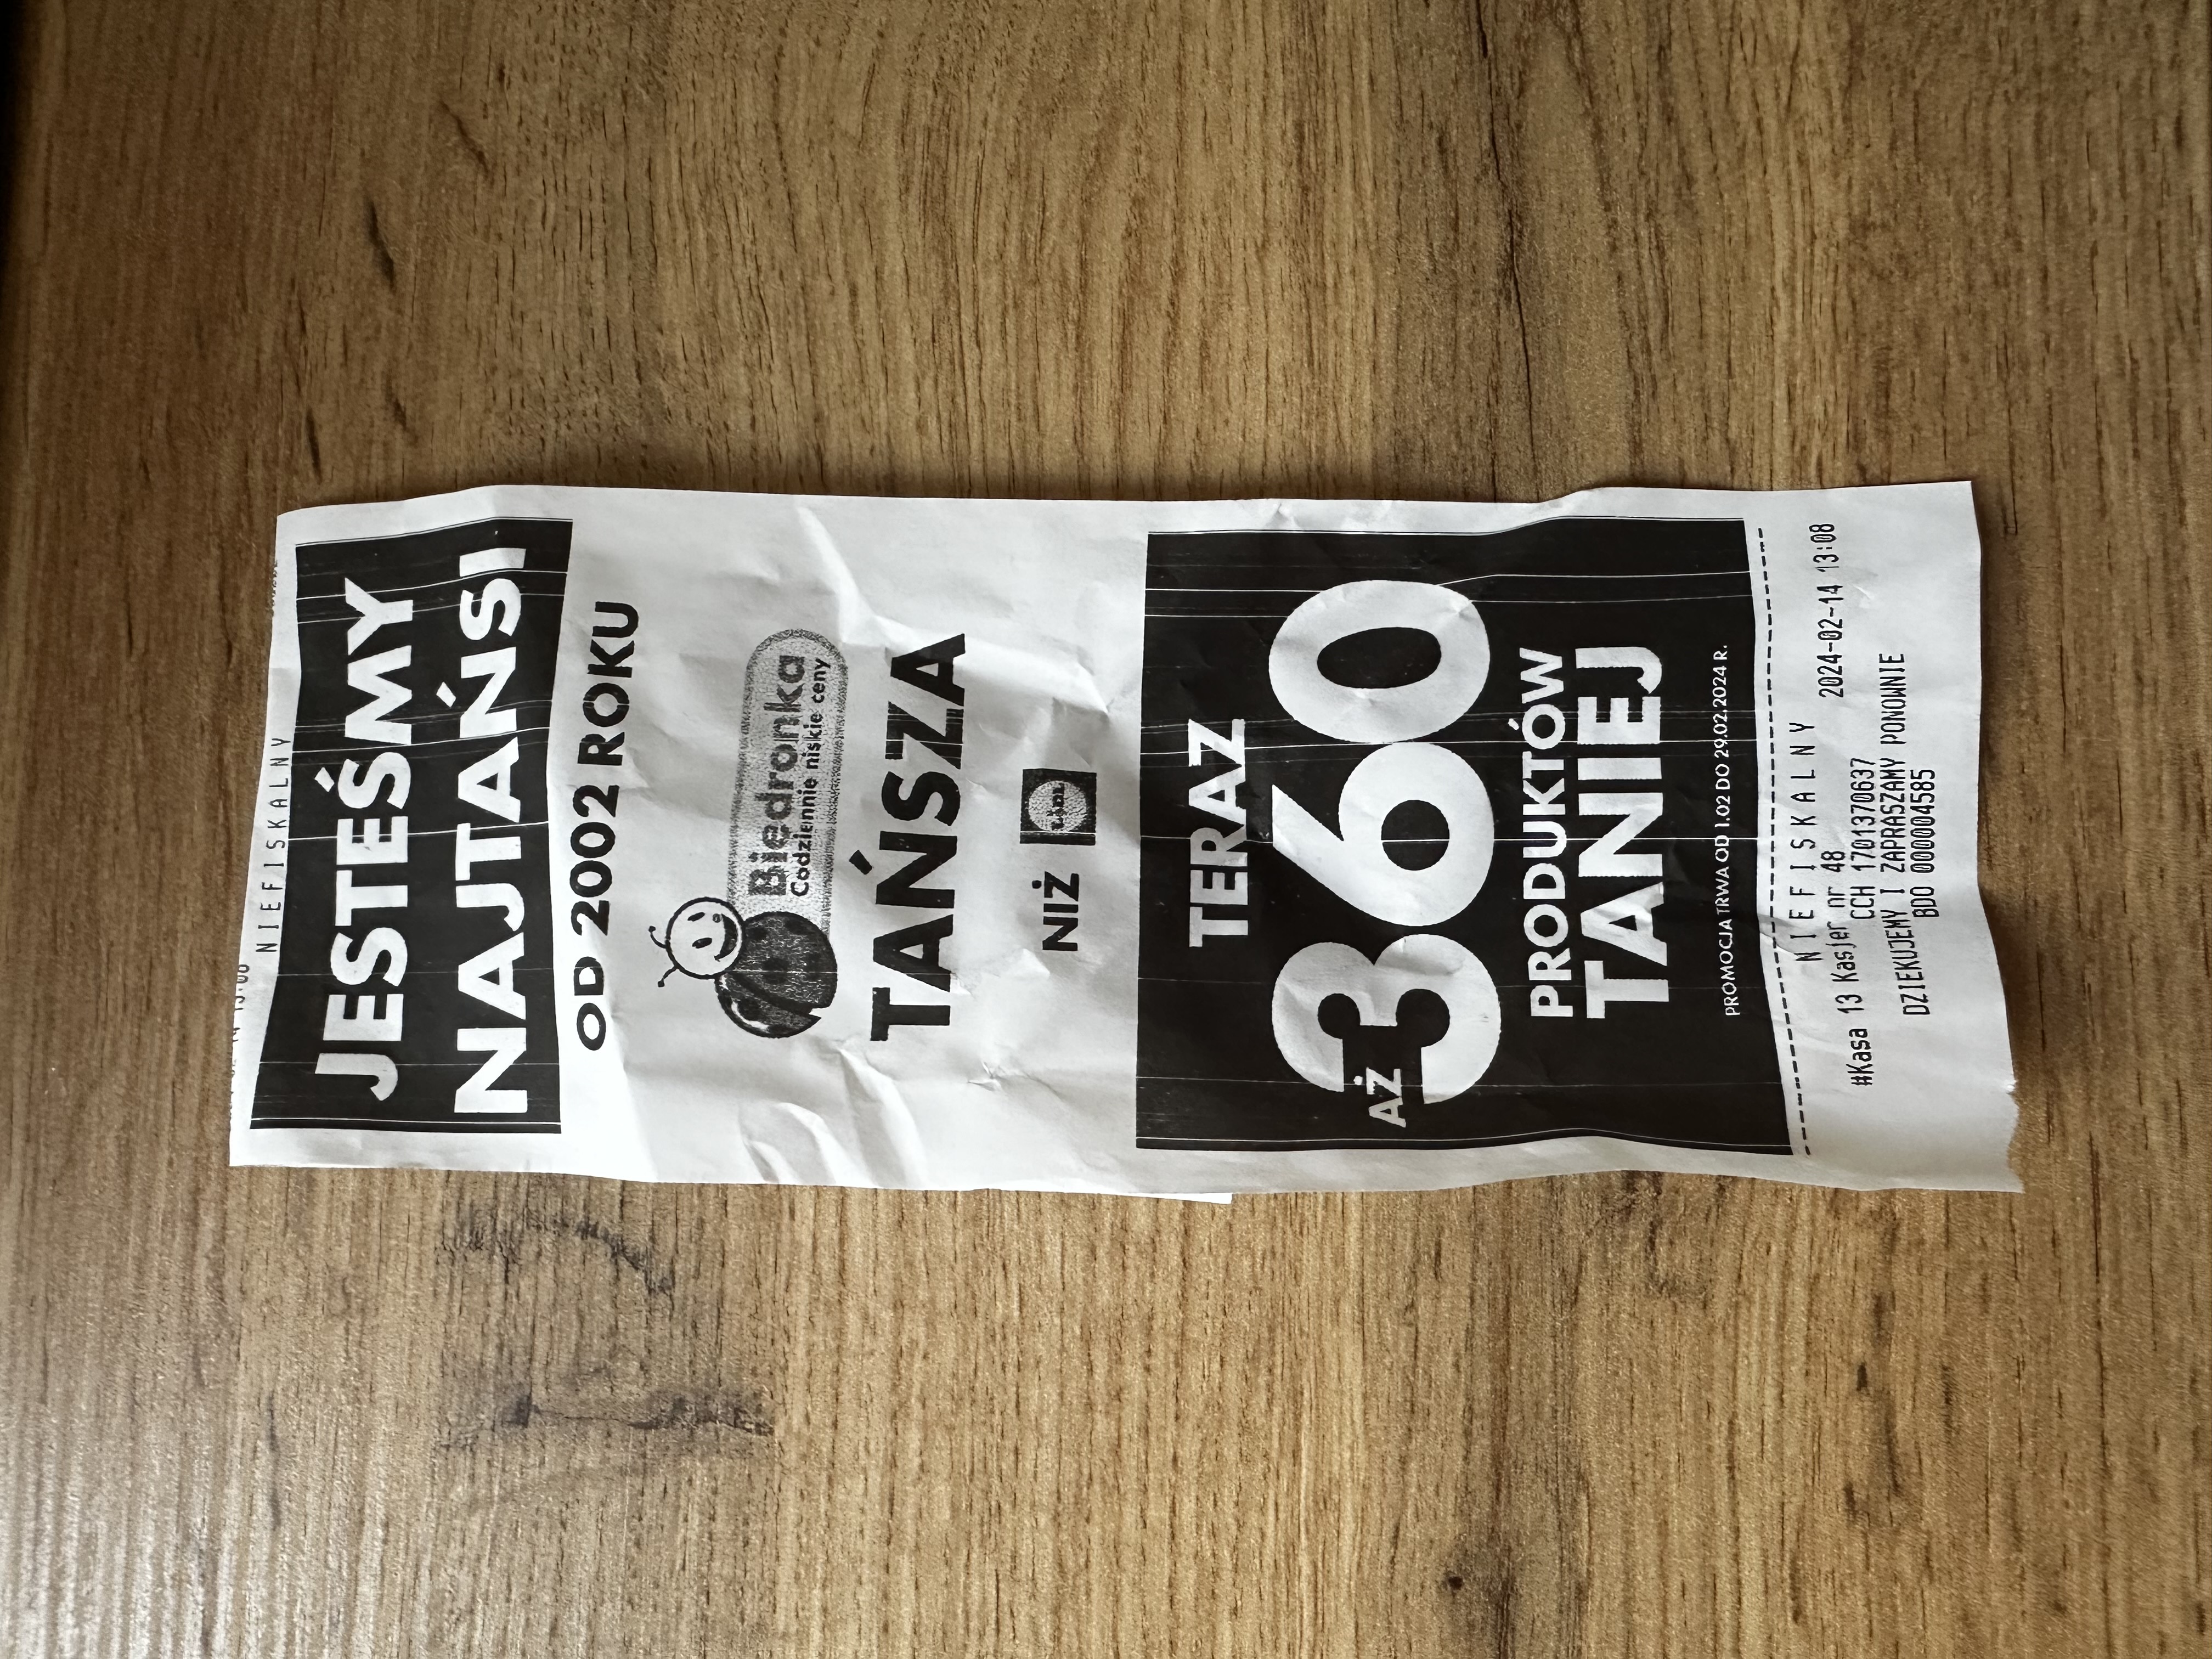 NIEFISKALNY
JESTEŚMY
NAJTAŃSI
OD 2002 ROKU
Biedronka
Codziennie niskie ceny
TAŃSZA
NIŻ LIDL
TERAZ
AŻ 360
PRODUKTÓW
TANIEJ
PROMOCJA TRWA OD 1.02 DO 29.02.2024 R.
NIEFISKALNY
#Kasa 13 Kasjer nr 48 2024-02-14 13:08
CCH 1701370637
DZIEKUJEMY I ZAPRASZAMY PONOWNIE
BDO 000004585